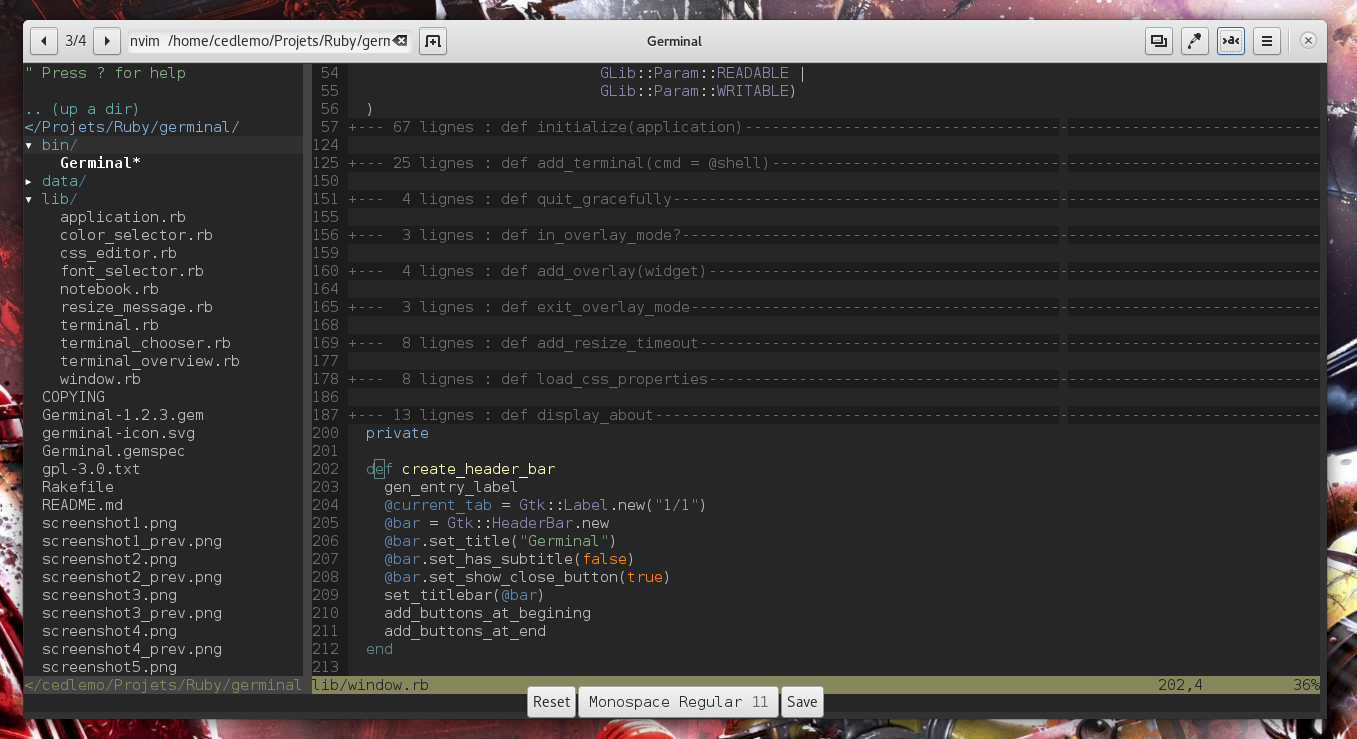 3/4 nvim /home/cedlemo/Projets/Ruby/germ Germinal >a<
" Press ? for help
.. (up a dir)
</Projets/Ruby/germinal/
▾ bin/
Germinal*
▸ data/
▾ lib/
application.rb
color_selector.rb
css_editor.rb
font_selector.rb
notebook.rb
resize_message.rb
terminal.rb
terminal_chooser.rb
terminal_overview.rb
window.rb
COPYING
Germinal-1.2.3.gem
germinal-icon.svg
Germinal.gemspec
gpl-3.0.txt
Rakefile
README.md
screenshot1.png
screenshot1_prev.png
screenshot2.png
screenshot2_prev.png
screenshot3.png
screenshot3_prev.png
screenshot4.png
screenshot4_prev.png
screenshot5.png
</cedlemo/Projets/Ruby/germinal
54 GLib::Param::READABLE |
55 GLib::Param::WRITABLE)
56 )
57 +--- 67 lignes : def initialize(application)---
124
125 +--- 25 lignes : def add_terminal(cmd = @shell)---
150
151 +--- 4 lignes : def quit_gracefully---
155
156 +--- 3 lignes : def in_overlay_mode?---
159
160 +--- 4 lignes : def add_overlay(widget)---
164
165 +--- 3 lignes : def exit_overlay_mode---
168
169 +--- 8 lignes : def add_resize_timeout---
177
178 +--- 8 lignes : def load_css_properties---
186
187 +--- 13 lignes : def display_about---
200 private
201
202 def create_header_bar
203 gen_entry_label
204 @current_tab = Gtk::Label.new("1/1")
205 @bar = Gtk::HeaderBar.new
206 @bar.set_title("Germinal")
207 @bar.set_has_subtitle(false)
208 @bar.set_show_close_button(true)
209 set_titlebar(@bar)
210 add_buttons_at_begining
211 add_buttons_at_end
212 end
213
lib/window.rb 202,4 36%
Reset Monospace Regular 11 Save